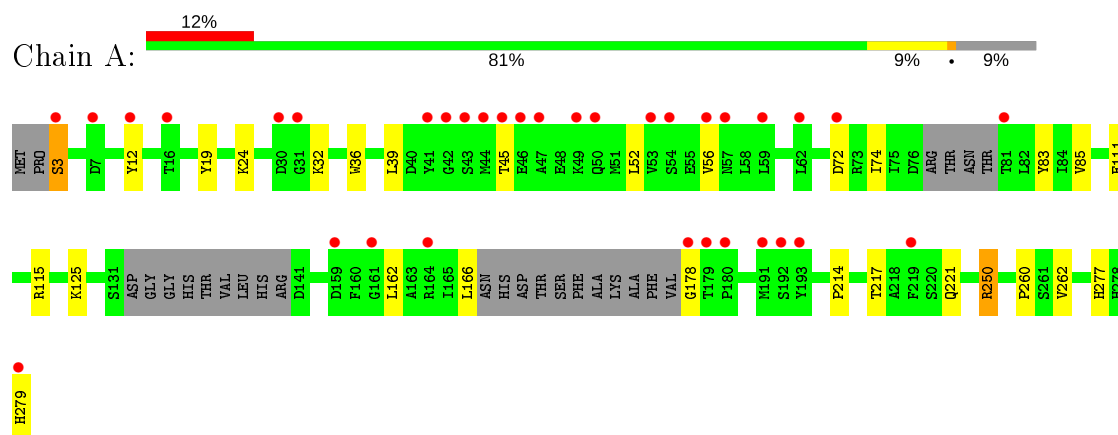 12%
Chain A:
81% 9% • 9%
MET PRO S3 D7 Y12 T16 Y19 K24 D30 G31 K32 W36 L39 D40 Y41 G42 S43 M44 T45 E46 A47 E48 K49 Q50 M51 L52 V53 S54 E55 V56 N57 L58 L59 L62 D72 R73 I74 I75 D76 ARG THR ASN THR T81 L82 Y83 I84 V85 E111
R115 K125 S131 ASP GLY GLY HIS THR VAL LEU HIS ARG D141 D159 F160 G161 L162 A163 R164 I165 L166 ASN HIS ASP THR SER PHE ALA LYS ALA PHE VAL G178 T179 P180 M191 S192 Y193 P214 T217 A218 F219 S220 Q221 R250 P260 S261 V262 H277 H278
H279